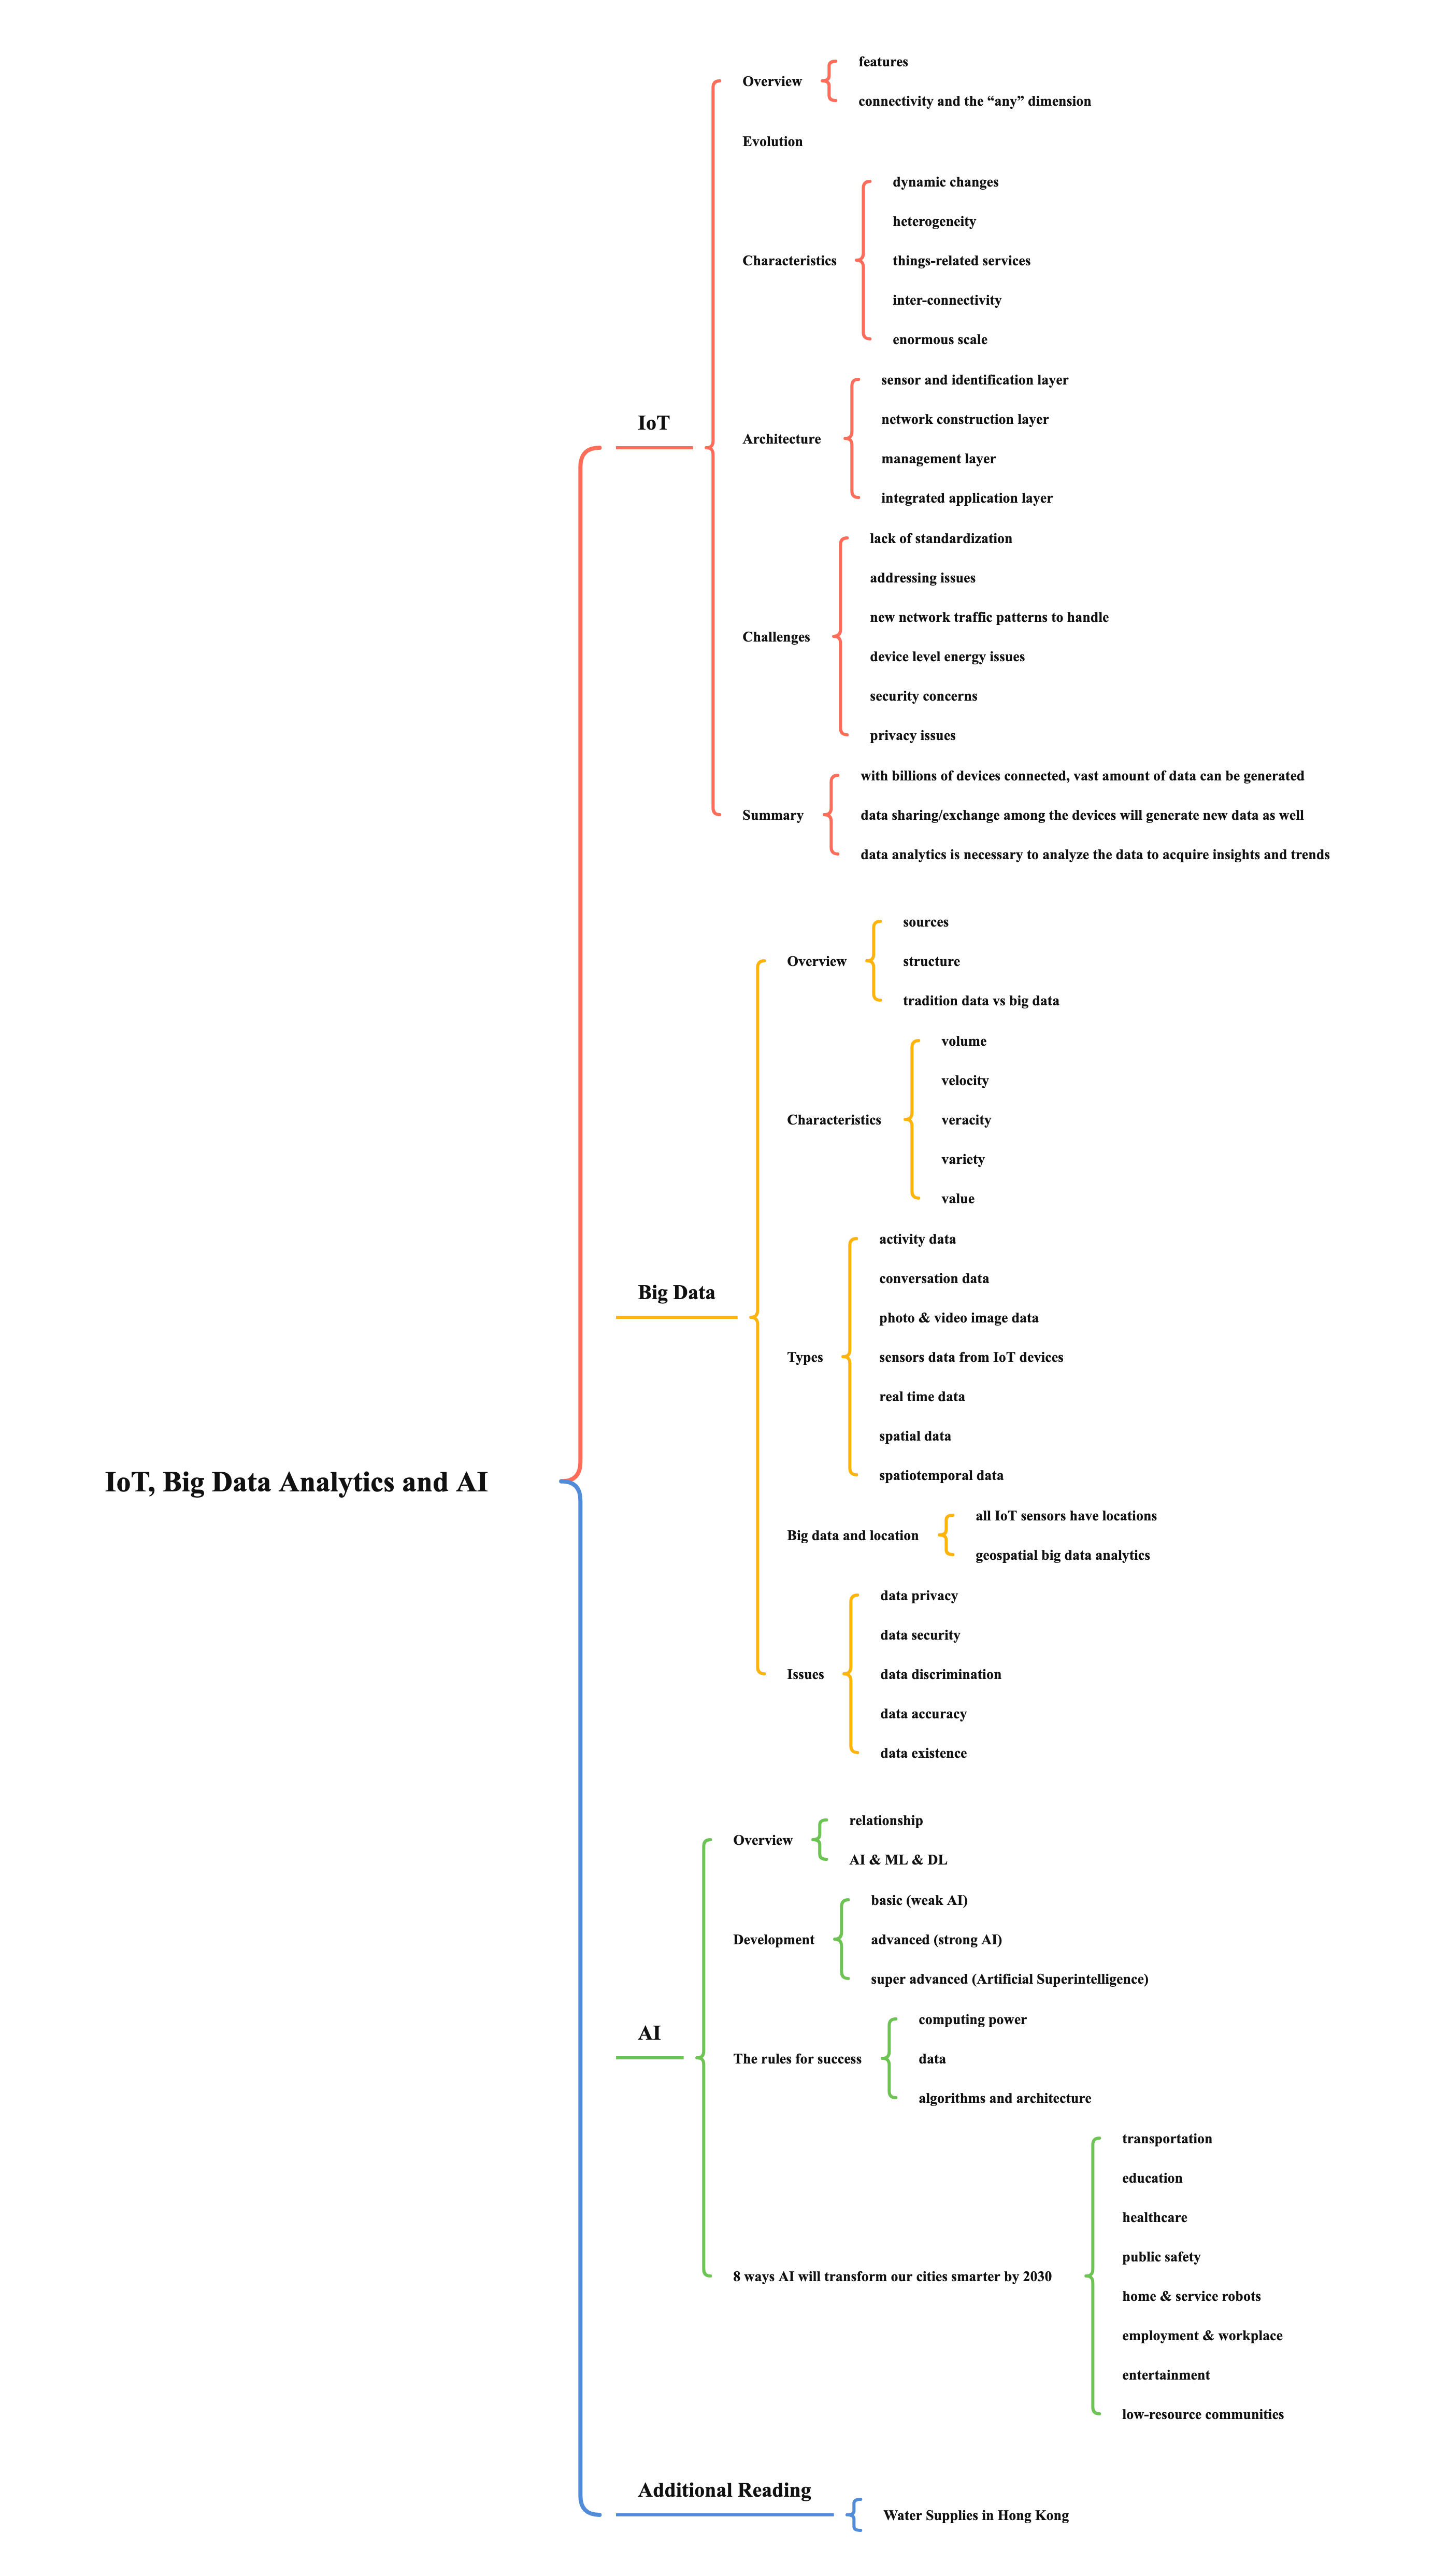 IoT, Big Data Analytics and AI
IoT
Overview
features
connectivity and the “any” dimension
Evolution
Characteristics
dynamic changes
heterogeneity
things-related services
inter-connectivity
enormous scale
Architecture
sensor and identification layer
network construction layer
management layer
integrated application layer
Challenges
lack of standardization
addressing issues
new network traffic patterns to handle
device level energy issues
security concerns
privacy issues
Summary
with billions of devices connected, vast amount of data can be generated
data sharing/exchange among the devices will generate new data as well
data analytics is necessary to analyze the data to acquire insights and trends
Big Data
Overview
sources
structure
tradition data vs big data
Characteristics
volume
velocity
veracity
variety
value
Types
activity data
conversation data
photo & video image data
sensors data from IoT devices
real time data
spatial data
spatiotemporal data
Big data and location
all IoT sensors have locations
geospatial big data analytics
Issues
data privacy
data security
data discrimination
data accuracy
data existence
AI
Overview
relationship
AI & ML & DL
Development
basic (weak AI)
advanced (strong AI)
super advanced (Artificial Superintelligence)
The rules for success
computing power
data
algorithms and architecture
8 ways AI will transform our cities smarter by 2030
transportation
education
healthcare
public safety
home & service robots
employment & workplace
entertainment
low-resource communities
Additional Reading
Water Supplies in Hong Kong